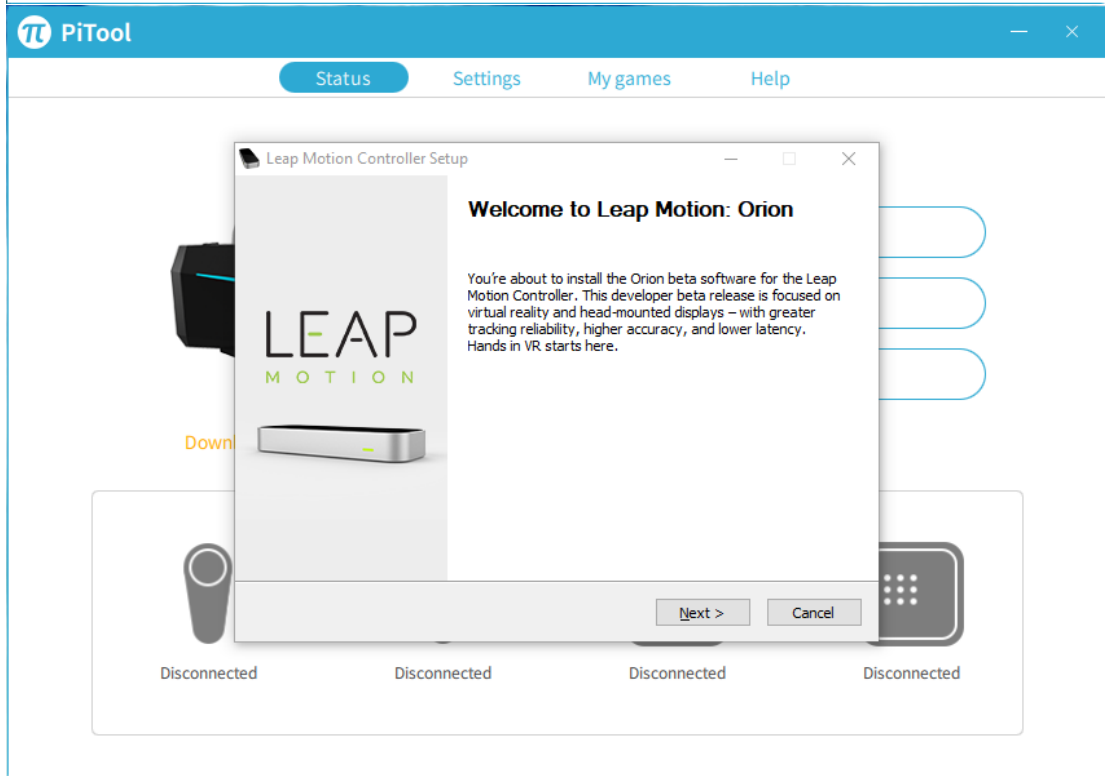 π PiTool
Status Settings My games Help
Leap Motion Controller Setup
Welcome to Leap Motion: Orion
You're about to install the Orion beta software for the Leap
Motion Controller. This developer beta release is focused on
virtual reality and head-mounted displays – with greater
tracking reliability, higher accuracy, and lower latency.
Hands in VR starts here.
LEAP
MOTION
Downl
Next >
Cancel
Disconnected
Disconnected
Disconnected
Disconnected